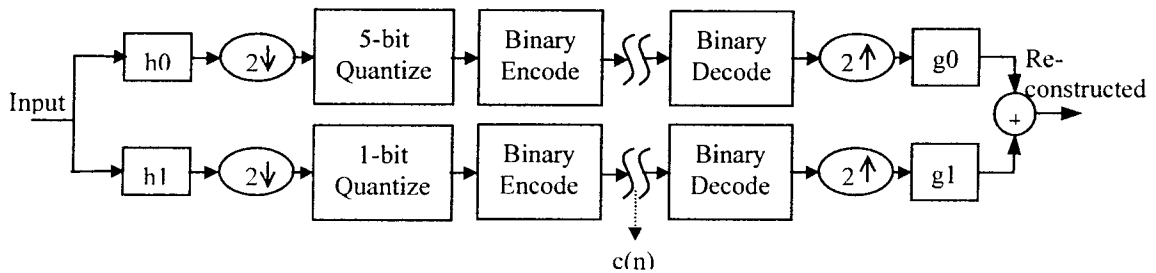 h0
2↓
5-bit
Quantize
Binary
Encode
Binary
Decode
2↑
g0
Re-
constructed
Input
+
h1
2↓
1-bit
Quantize
Binary
Encode
Binary
Decode
2↑
g1
c(n)